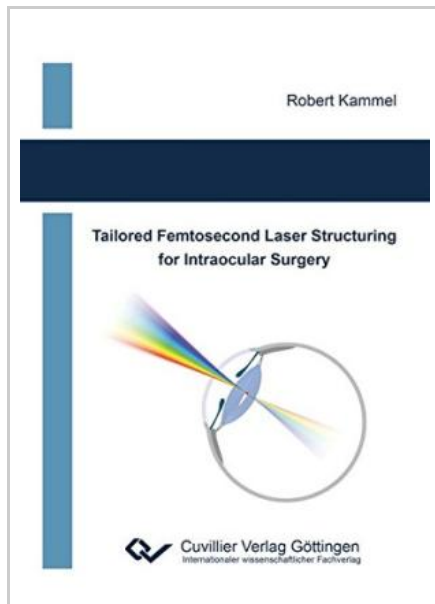 Robert Kammel
Tailored Femtosecond Laser Structuring
for Intraocular Surgery
Cuvillier Verlag Göttingen
Internationaler wissenschaftlicher Fachverlag